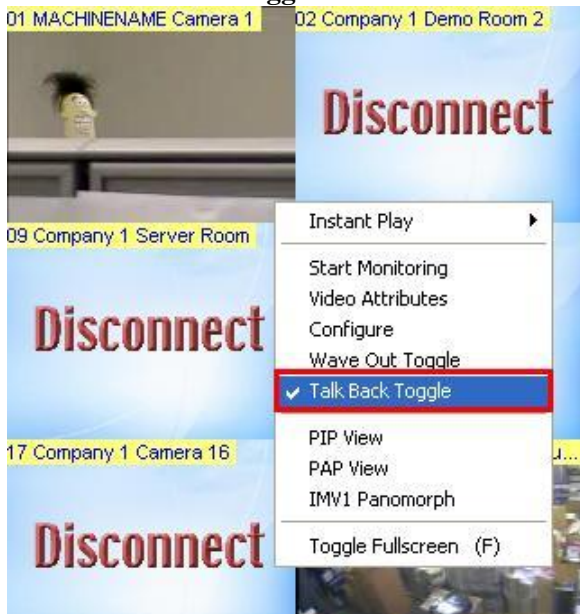 01 MACHINENAME Camera 1
02 Company 1 Demo Room 2
Disconnect
09 Company 1 Server Room
Disconnect
Instant Play
Start Monitoring
Video Attributes
Configure
Wave Out Toggle
Talk Back Toggle
PIP View
PAP View
IMV1 Panomorph
Toggle Fullscreen (F)
17 Company 1 Camera 16
Disconnect